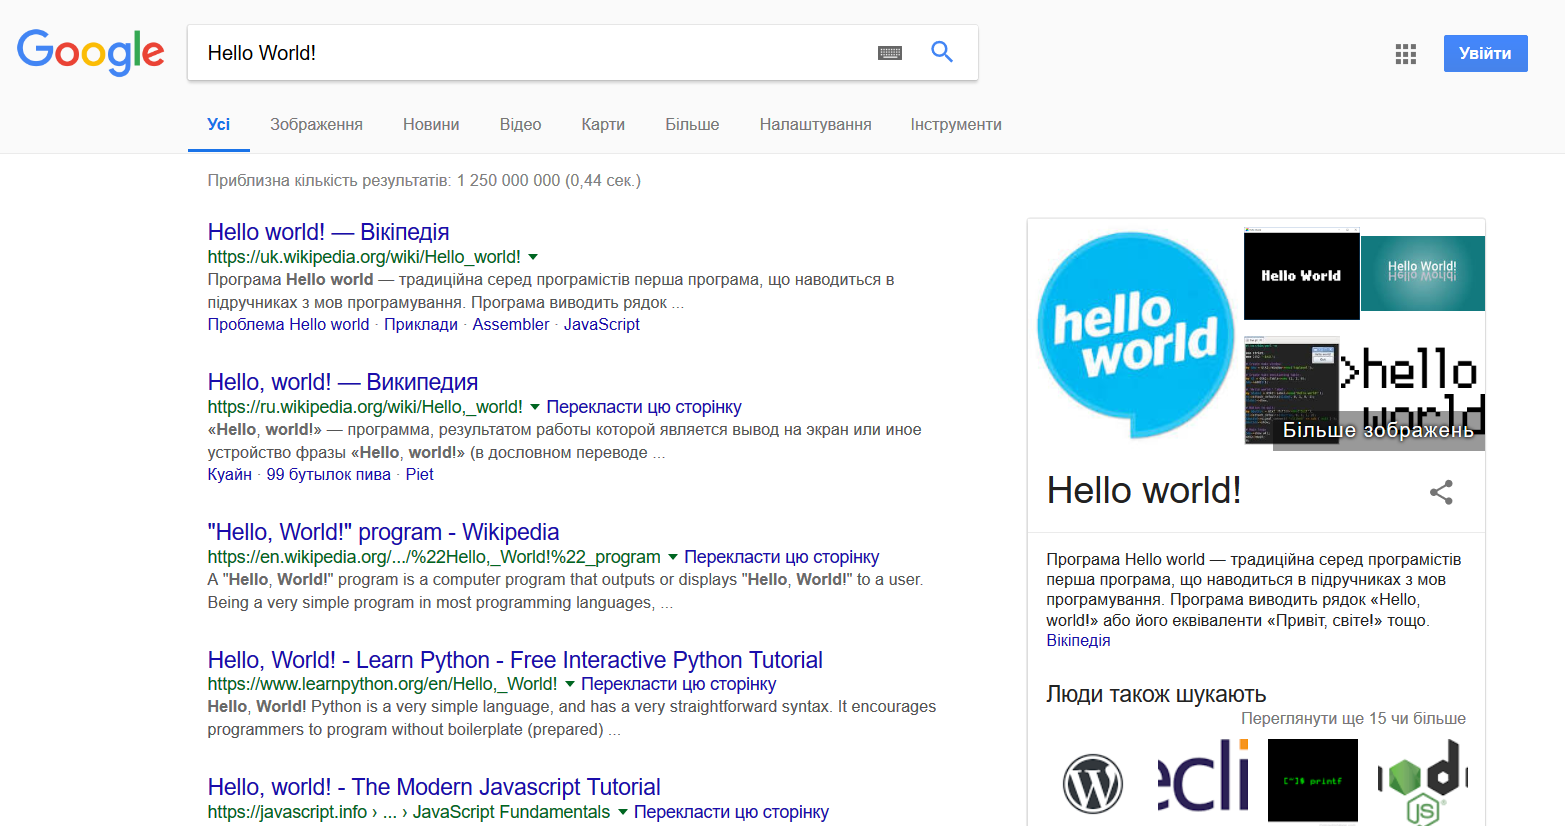 Google
Hello World!
Увійти
Усі
Зображення
Новини
Відео
Карти
Більше
Налаштування
Інструменти
Приблизна кількість результатів: 1 250 000 000 (0,44 сек.)
Hello world! — Вікіпедія
https://uk.wikipedia.org/wiki/Hello_world!
Програма Hello world — традиційна серед програмістів перша програма, що наводиться в
підручниках з мов програмування. Програма виводить рядок ...
Проблема Hello world · Приклади · Assembler · JavaScript
Hello, world! — Википедия
https://ru.wikipedia.org/wiki/Hello,_world! Перекласти цю сторінку
«Hello, world!» — программа, результатом работы которой является вывод на экран или иное
устройство фразы «Hello, world!» (в дословном переводе ...
Куайн · 99 бутылок пива · Piet
"Hello, World!" program - Wikipedia
https://en.wikipedia.org/.../%22Hello,_World!%22_program Перекласти цю сторінку
A "Hello, World!" program is a computer program that outputs or displays "Hello, World!" to a user.
Being a very simple program in most programming languages, ...
Hello, World! - Learn Python - Free Interactive Python Tutorial
https://www.learnpython.org/en/Hello,_World! Перекласти цю сторінку
Hello, World! Python is a very simple language, and has a very straightforward syntax. It encourages
programmers to program without boilerplate (prepared) ...
Hello, world! - The Modern Javascript Tutorial
https://javascript.info › ... › JavaScript Fundamentals Перекласти цю сторінку
hello
world
Hello World
Hello World!
>hello
world
Більше зображень
Hello world!
Програма Hello world — традиційна серед програмістів
перша програма, що наводиться в підручниках з мов
програмування. Програма виводить рядок «Hello,
world!» або його еквіваленти «Привіт, світе!» тощо.
Вікіпедія
Люди також шукають
Переглянути ще 15 чи більше
W
ecli
[~]$ printf
JS